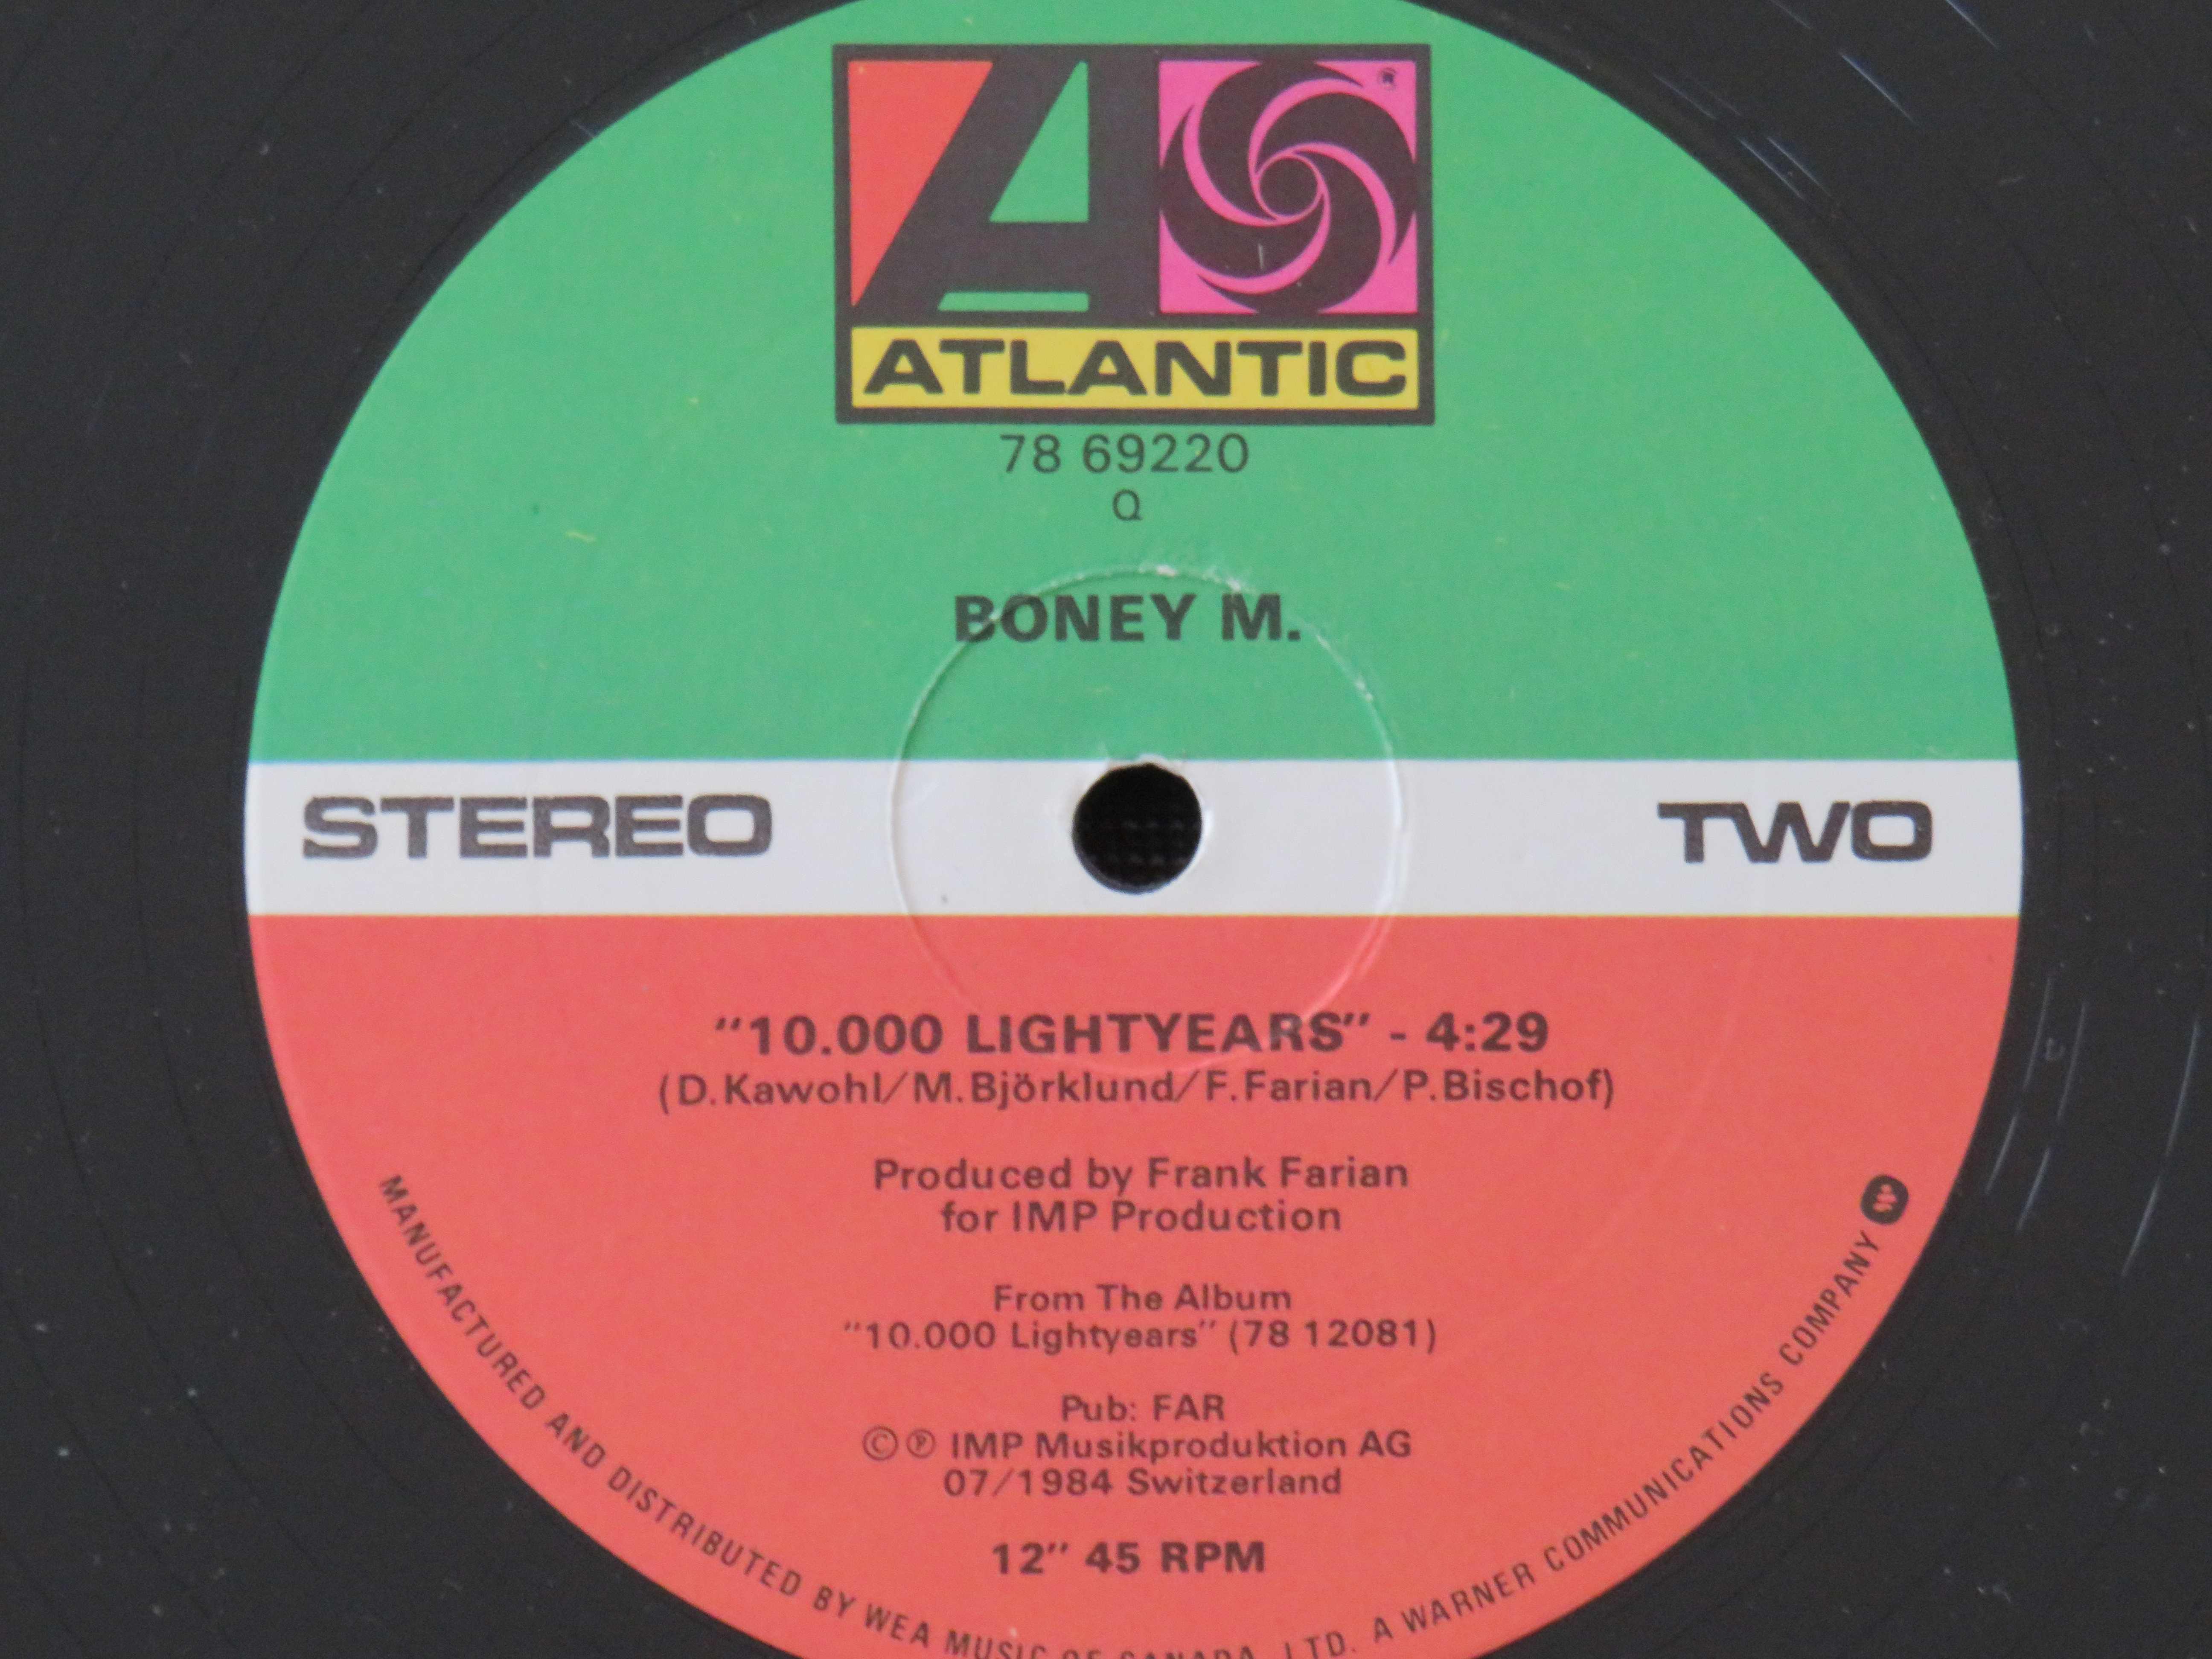 ATLANTIC
78 69220
Q
BONEY M.
STEREO
TWO
"10.000 LIGHTYEARS" - 4:29
(D.Kawohl/M.Björklund/F.Farian/P.Bischof)
Produced by Frank Farian
for IMP Production
From The Album
"10.000 Lightyears" (78 12081)
Pub: FAR
©℗ IMP Musikproduktion AG
07/1984 Switzerland
12" 45 RPM
MANUFACTURED AND DISTRIBUTED BY WEA MUSIC OF CANADA, LTD. A WARNER COMMUNICATIONS COMPANY